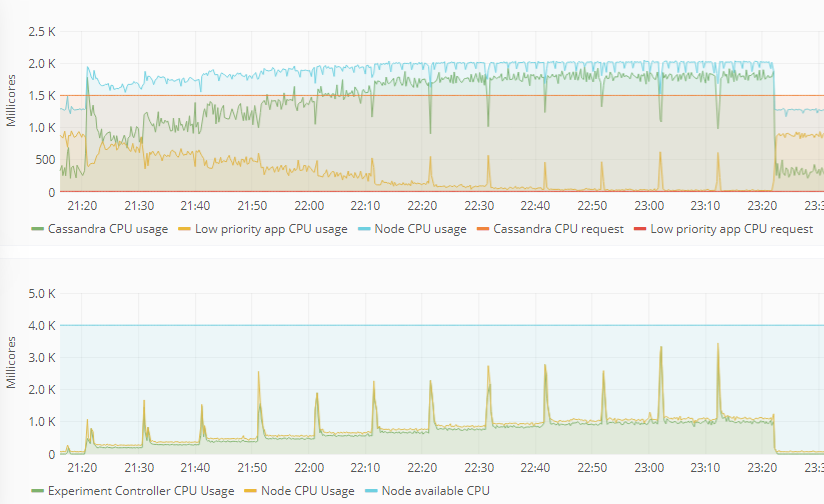 2.5 K
2.0 K
1.5 K
1.0 K
500
0
Millicores
21:20 21:30 21:40 21:50 22:00 22:10 22:20 22:30 22:40 22:50 23:00 23:10 23:20 23:3
Cassandra CPU usage Low priority app CPU usage Node CPU usage Cassandra CPU request Low priority app CPU request
5.0 K
4.0 K
3.0 K
2.0 K
1.0 K
0
Millicores
21:20 21:30 21:40 21:50 22:00 22:10 22:20 22:30 22:40 22:50 23:00 23:10 23:20 23:3
Experiment Controller CPU Usage Node CPU Usage Node available CPU